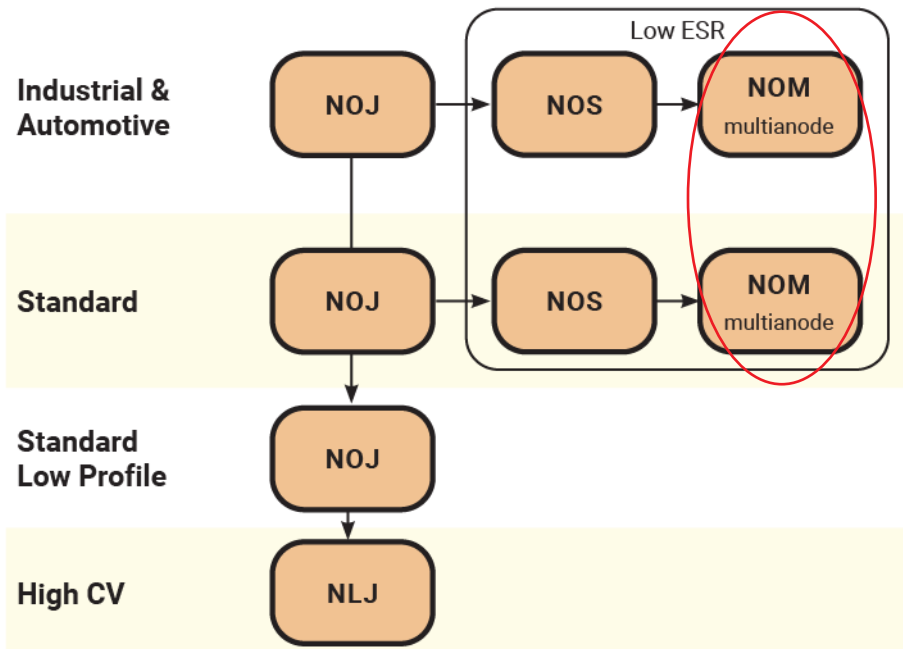 Low ESR
Industrial &
Automotive
NOJ
NOS
NOM
multianode
Standard
NOJ
NOS
NOM
multianode
Standard
Low Profile
NOJ
High CV
NLJ